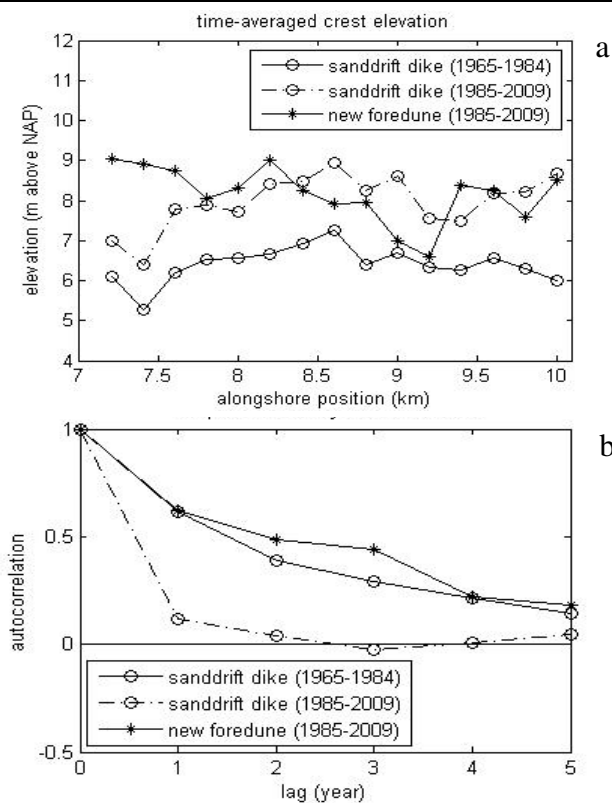 time-averaged crest elevation
a
12
11
10
9
8
7
6
5
4
elevation (m above NAP)
sanddrift dike (1965-1984)
sanddrift dike (1985-2009)
new foredune (1985-2009)
7 7.5 8 8.5 9 9.5 10
alongshore position (km)
b
1
0.5
0
-0.5
autocorrelation
sanddrift dike (1965-1984)
sanddrift dike (1985-2009)
new foredune (1985-2009)
0 1 2 3 4 5
lag (year)